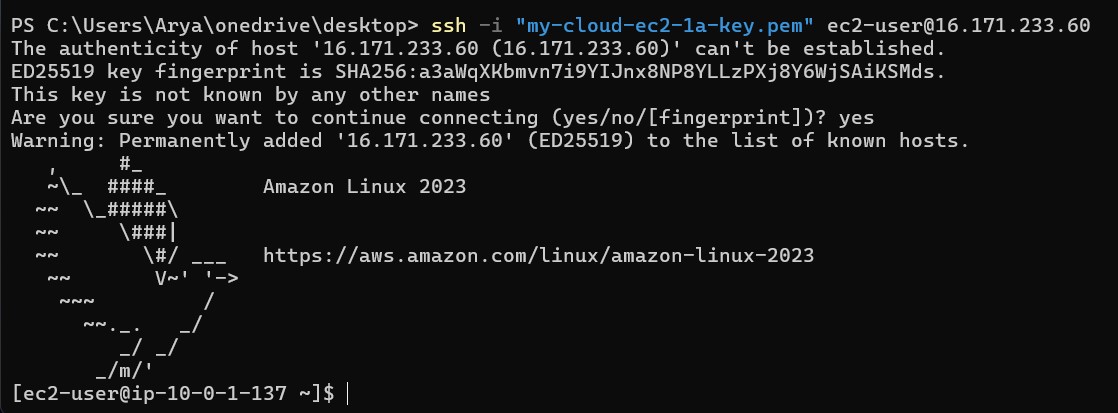 PS C:\Users\Arya\onedrive\desktop> ssh -i "my-cloud-ec2-1a-key.pem" ec2-user@16.171.233.60
The authenticity of host '16.171.233.60 (16.171.233.60)' can't be established.
ED25519 key fingerprint is SHA256:a3aWqXKbmvn7i9YIJnx8NP8YLLzPXj8Y6WjSAiKSMds.
This key is not known by any other names
Are you sure you want to continue connecting (yes/no/[fingerprint])? yes
Warning: Permanently added '16.171.233.60' (ED25519) to the list of known hosts.
   ,     #_
   ~\_  ####_        Amazon Linux 2023
  ~~  \_#####\
  ~~     \###|
  ~~       \#/ ___   https://aws.amazon.com/linux/amazon-linux-2023
   ~~       V~' '->
    ~~~         /
      ~~._.   _/
         _/ _/
       _/m/'
[ec2-user@ip-10-0-1-137 ~]$